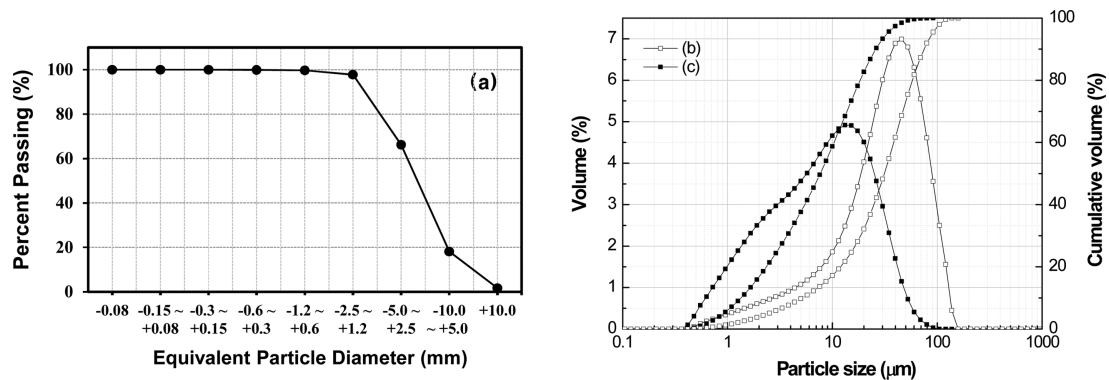 (a)
Percent Passing (%)
100
80
60
40
20
0
-0.08 -0.15 ~ -0.3 ~ -0.6 ~ -1.2 ~ -2.5 ~ -5.0 ~ -10.0 +10.0
+0.08 +0.15 +0.3 +0.6 +1.2 +2.5 ~ +5.0
Equivalent Particle Diameter (mm)
(b)
(c)
Volume (%)
7
6
5
4
3
2
1
0
100
80
60
40
20
0
Cumulative volume (%)
0.1 1 10 100 1000
Particle size (μm)